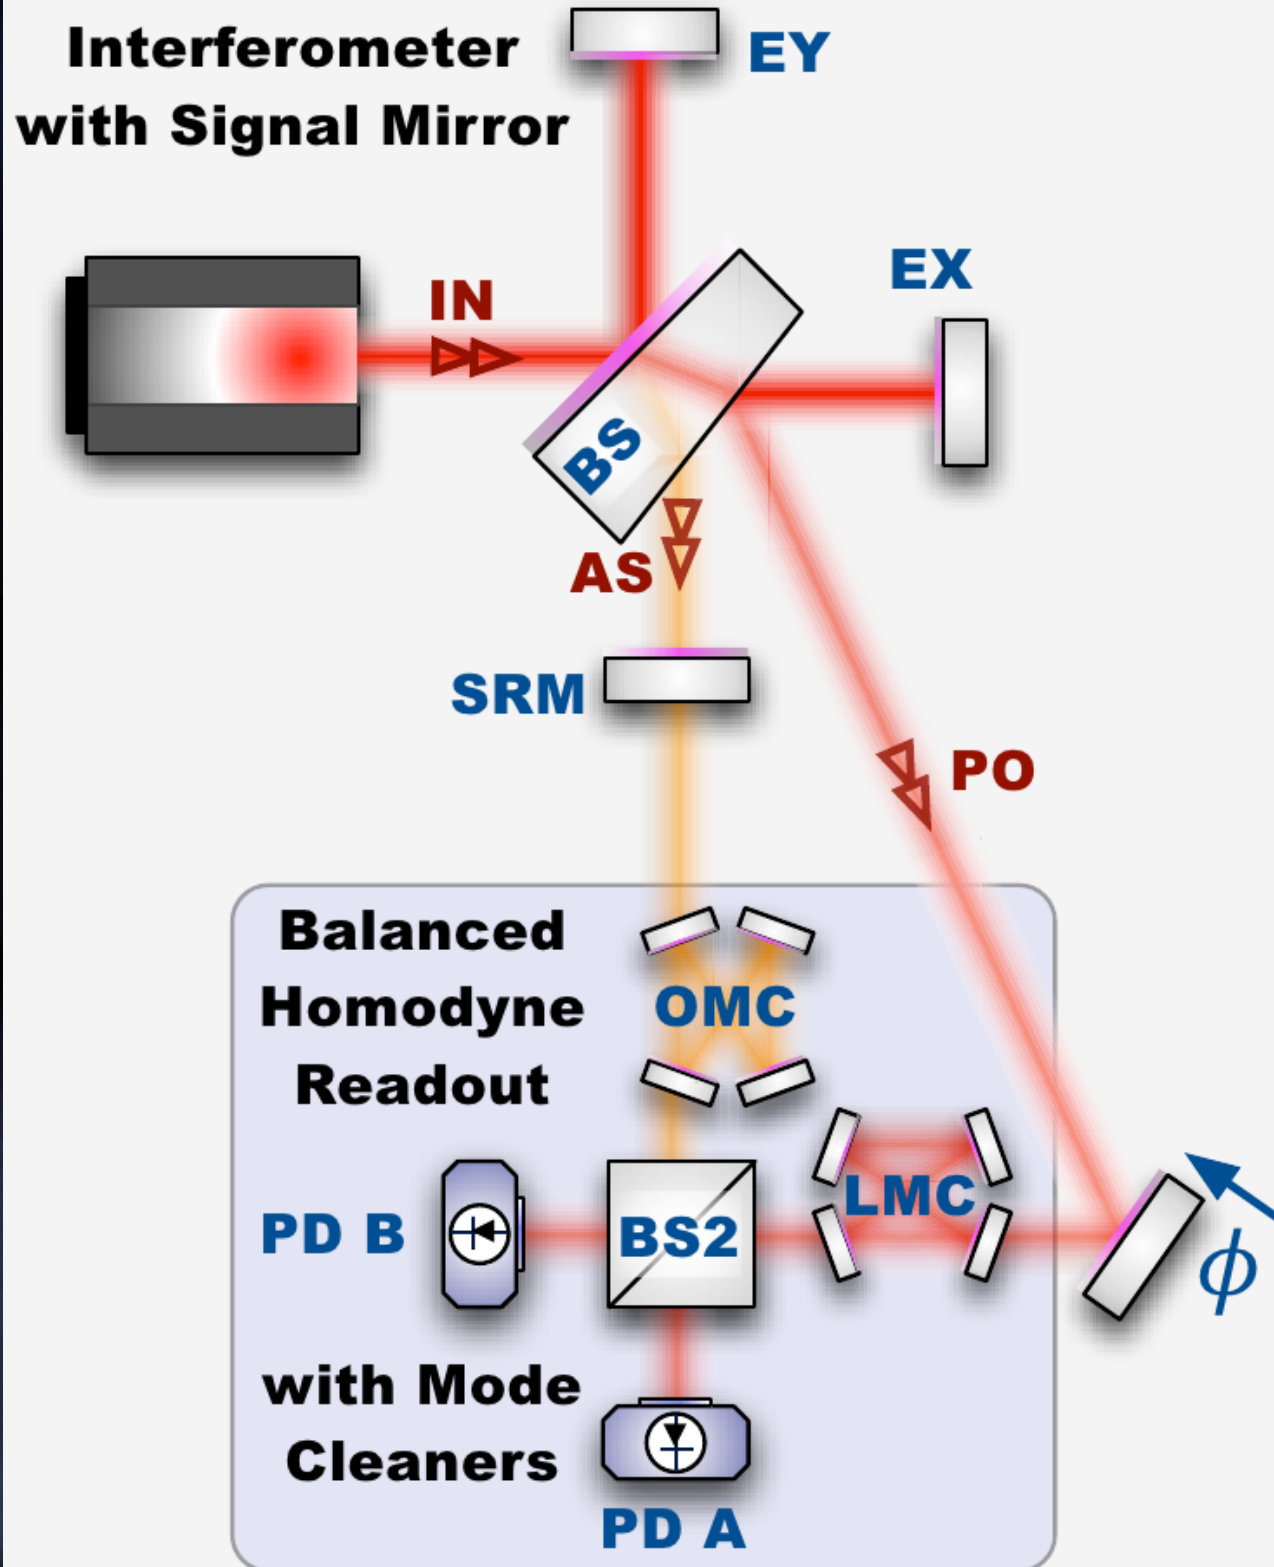 Interferometer
with Signal Mirror
EY
IN
EX
BS
AS
SRM
PO
Balanced
Homodyne
Readout
OMC
LMC
PD B
BS2
ϕ
with Mode
Cleaners
PD A